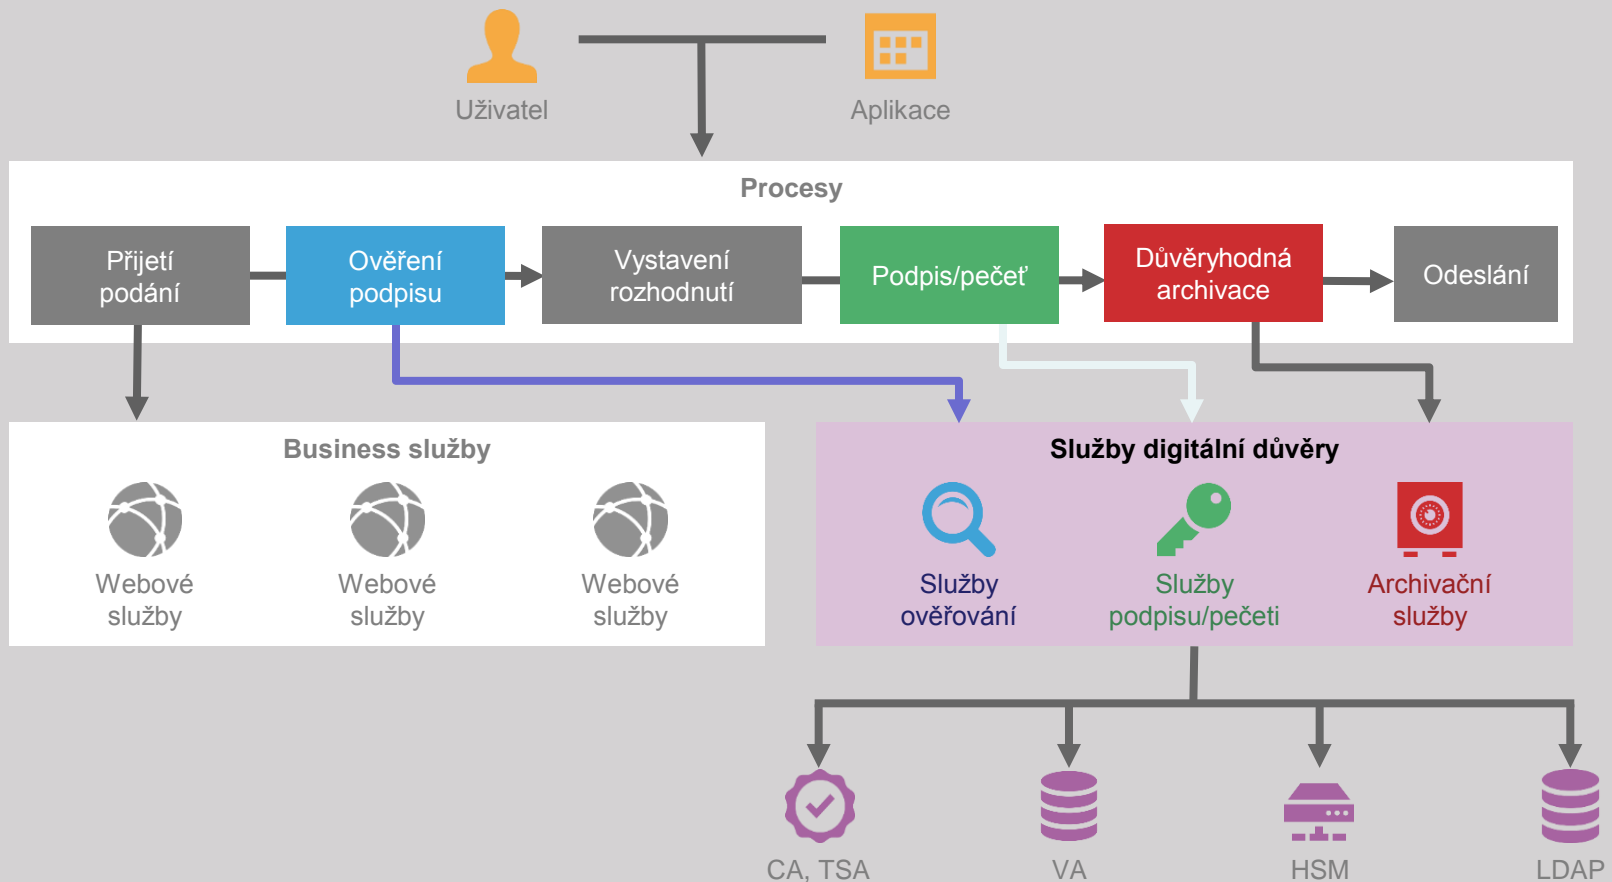 Uživatel
Aplikace
Procesy
Přijetí
podání
Ověření
podpisu
Vystavení
rozhodnutí
Podpis/pečeť
Důvěryhodná
archivace
Odeslání
Business služby
Webové
služby
Webové
služby
Webové
služby
Služby digitální důvěry
Služby
ověřování
Služby
podpisu/pečeti
Archivační
služby
CA, TSA
VA
HSM
LDAP